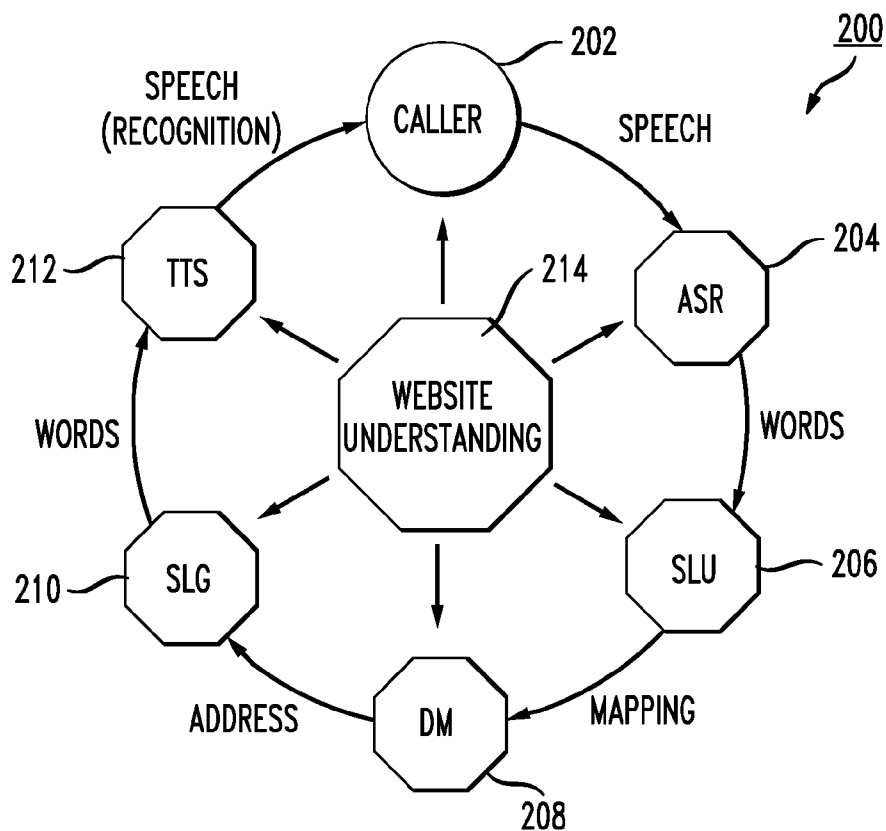 202
200
SPEECH
(RECOGNITION)
CALLER
SPEECH
212
TTS
214
204
ASR
WEBSITE
UNDERSTANDING
WORDS
WORDS
210
SLG
SLU
206
ADDRESS
DM
MAPPING
208